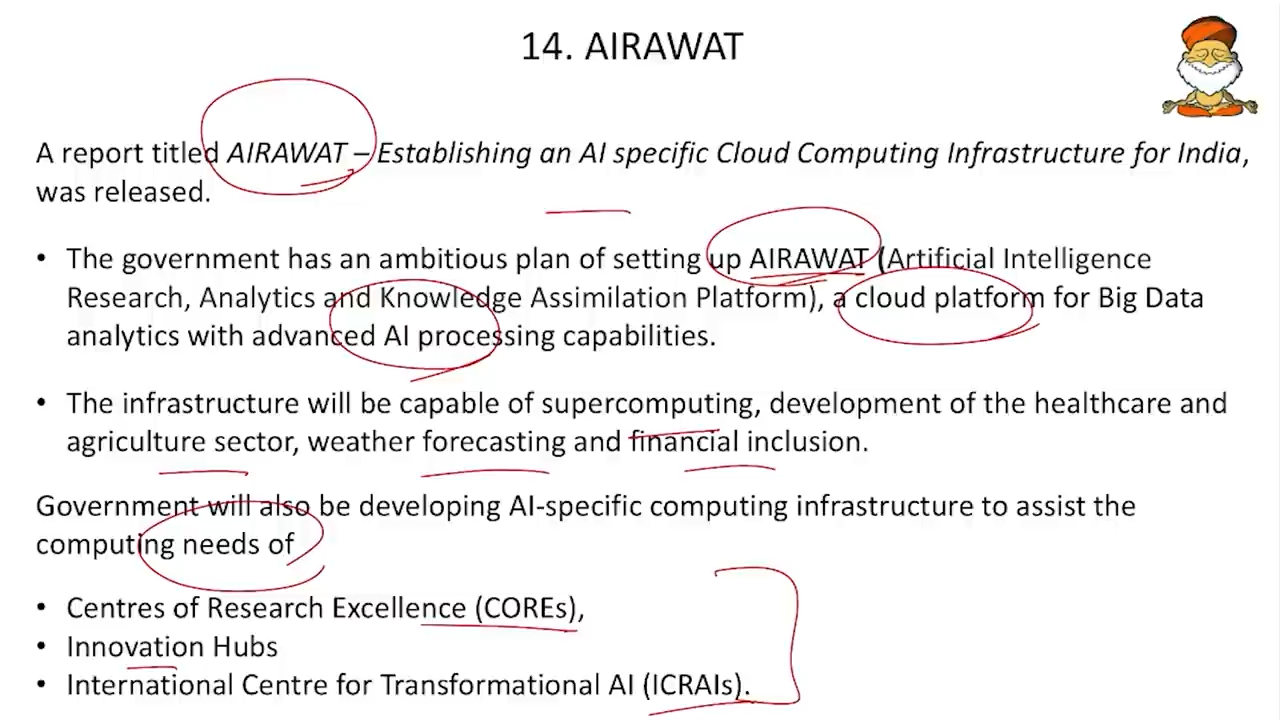 14. AIRAWAT
A report titled AIRAWAT – Establishing an AI specific Cloud Computing Infrastructure for India,
was released.
• The government has an ambitious plan of setting up AIRAWAT (Artificial Intelligence
Research, Analytics and Knowledge Assimilation Platform), a cloud platform for Big Data
analytics with advanced AI processing capabilities.
• The infrastructure will be capable of supercomputing, development of the healthcare and
agriculture sector, weather forecasting and financial inclusion.
Government will also be developing AI-specific computing infrastructure to assist the
computing needs of
• Centres of Research Excellence (COREs),
• Innovation Hubs
• International Centre for Transformational AI (ICRAIs).